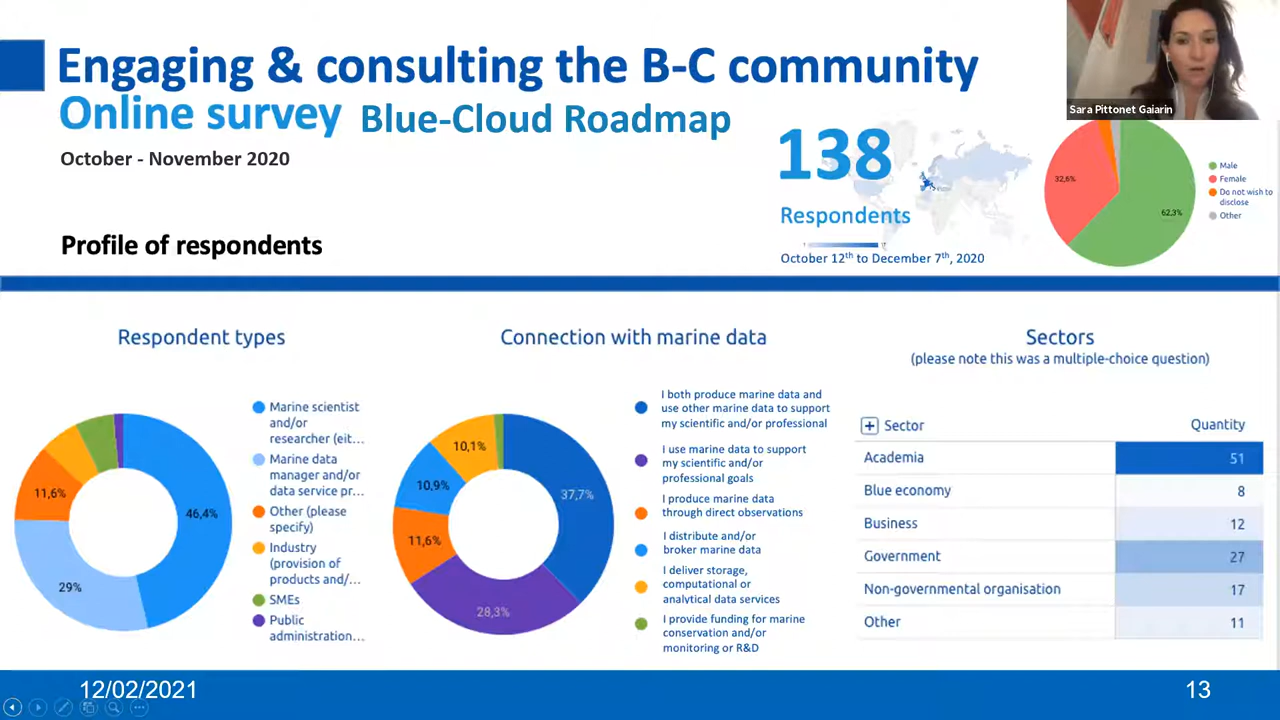 Engaging & consulting the B-C community
Online survey Blue-Cloud Roadmap
October - November 2020
Profile of respondents
138
Respondents
October 12th to December 7th, 2020
Sara Pittonet Gaiarin
32,6%
62,3%
Male
Female
Do not wish to
disclose
Other
Respondent types
46,4%
29%
11,6%
Marine scientist
and/or
researcher (eit...
Marine data
manager and/or
data service pr...
Other (please
specify)
Industry
(provision of
products and/...
SMEs
Public
administration...
Connection with marine data
37,7%
28,3%
11,6%
10,9%
10,1%
I both produce marine data and
use other marine data to support
my scientific and/or professional
I use marine data to support
my scientific and/or
professional goals
I produce marine data
through direct observations
I distribute and/or
broker marine data
I deliver storage,
computational or
analytical data services
I provide funding for marine
conservation and/or
monitoring or R&D
Sectors
(please note this was a multiple-choice question)
Sector Quantity
Academia 51
Blue economy 8
Business 12
Government 27
Non-governmental organisation 17
Other 11
12/02/2021
13